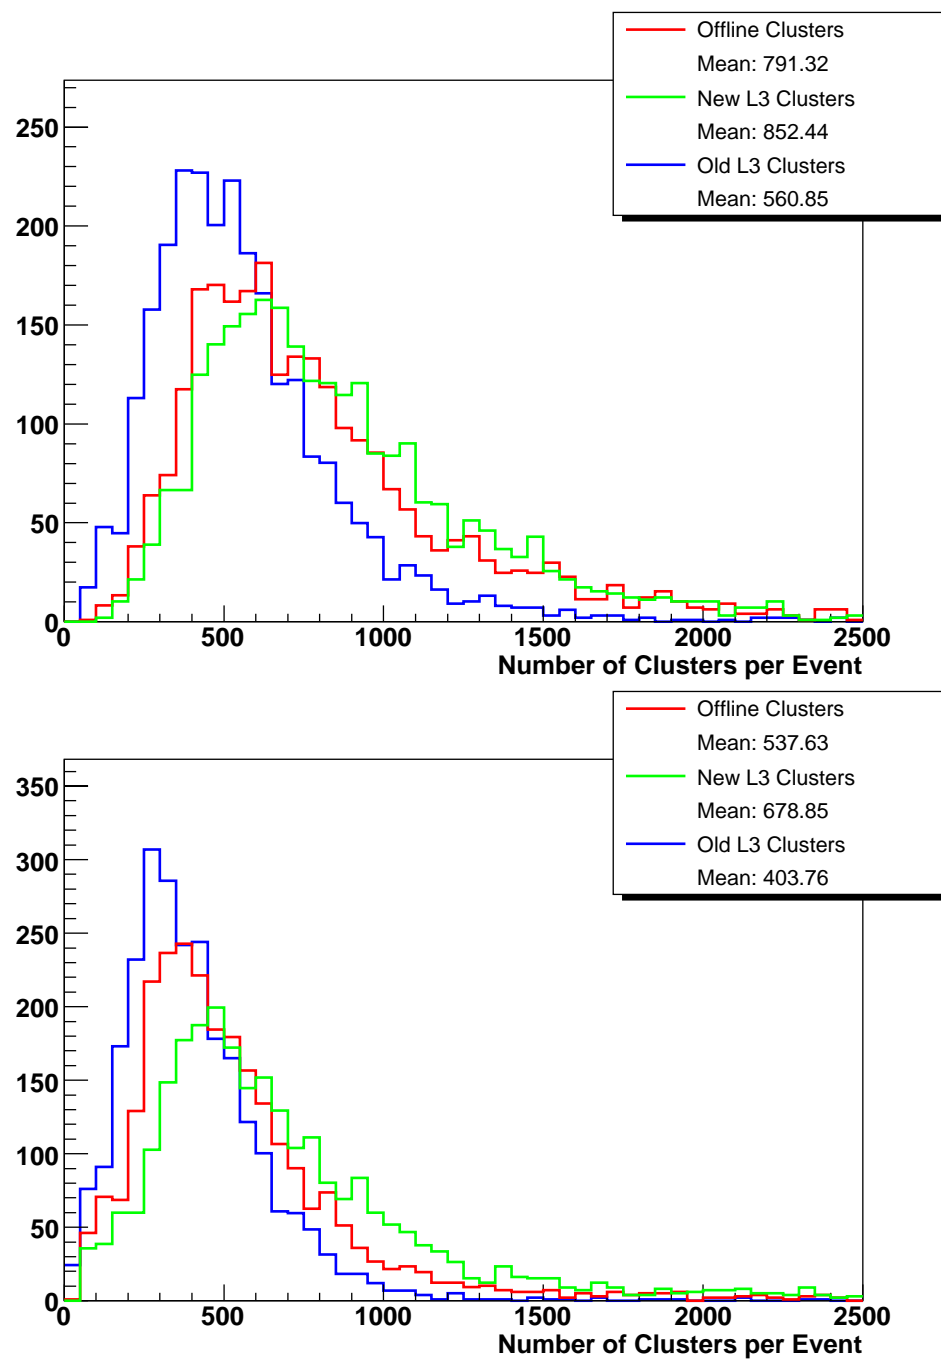 Offline Clusters
Mean: 791.32
New L3 Clusters
Mean: 852.44
Old L3 Clusters
Mean: 560.85
250
200
150
100
50
0
0 500 1000 1500 2000 2500
Number of Clusters per Event
Offline Clusters
Mean: 537.63
New L3 Clusters
Mean: 678.85
Old L3 Clusters
Mean: 403.76
350
300
250
200
150
100
50
0
0 500 1000 1500 2000 2500
Number of Clusters per Event